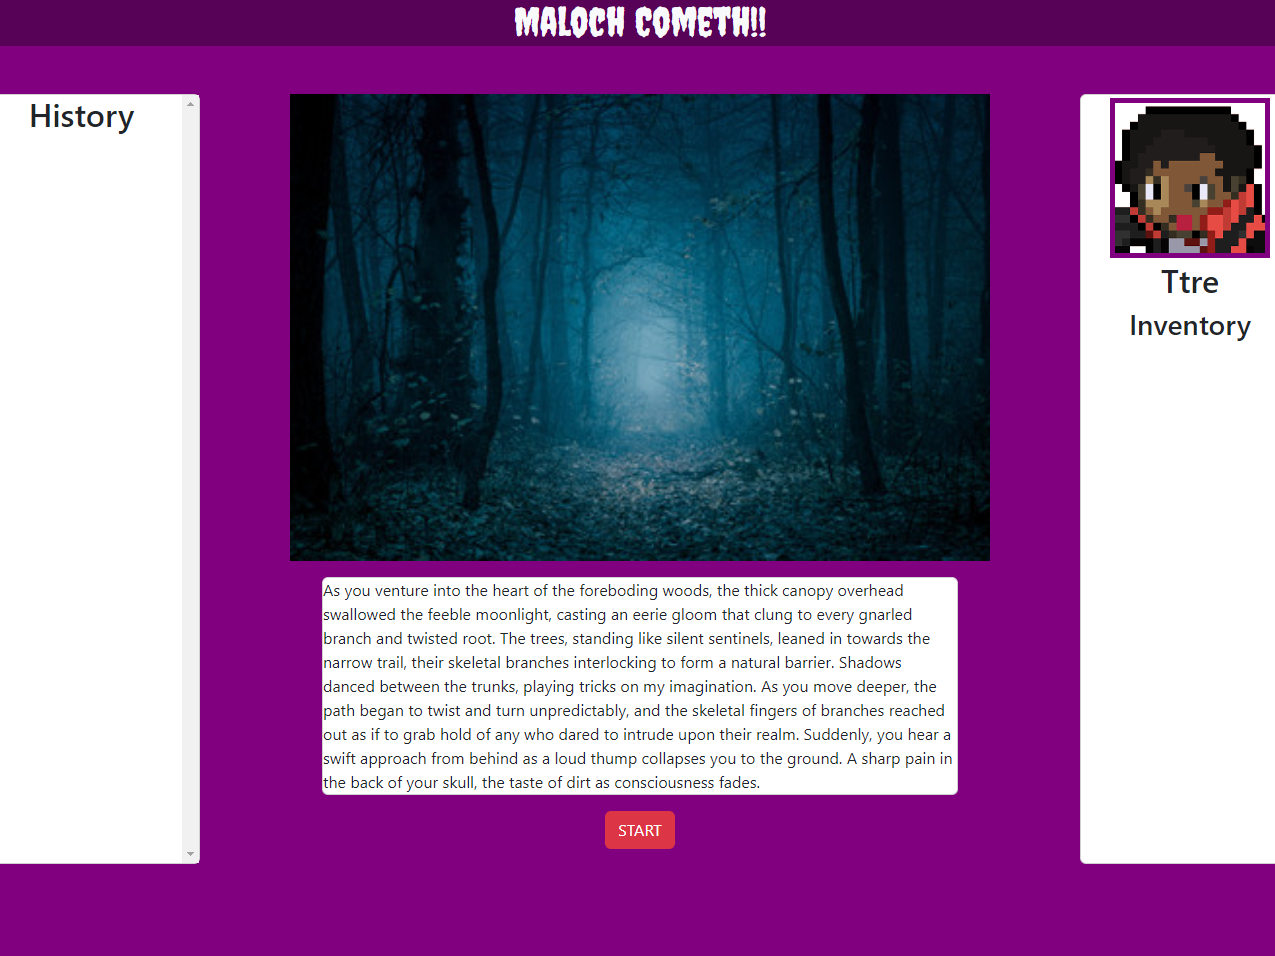 MALOCH COMETH!!
History
As you venture into the heart of the foreboding woods, the thick canopy overhead
swallowed the feeble moonlight, casting an eerie gloom that clung to every gnarled
branch and twisted root. The trees, standing like silent sentinels, leaned in towards the
narrow trail, their skeletal branches interlocking to form a natural barrier. Shadows
danced between the trunks, playing tricks on my imagination. As you move deeper, the
path began to twist and turn unpredictably, and the skeletal fingers of branches reached
out as if to grab hold of any who dared to intrude upon their realm. Suddenly, you hear a
swift approach from behind as a loud thump collapses you to the ground. A sharp pain in
the back of your skull, the taste of dirt as consciousness fades.
START
Ttre
Inventory